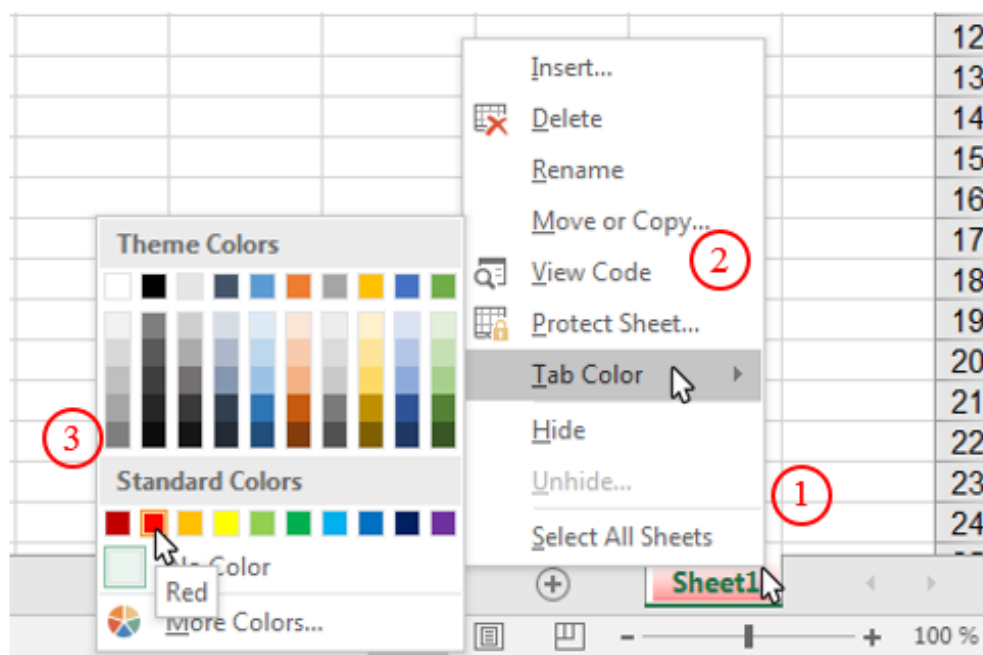 Insert...
Delete
Rename
Move or Copy...
2
View Code
Protect Sheet...
Tab Color
Hide
Unhide...
Select All Sheets
1
Theme Colors
3
Standard Colors
No Color
Red
More Colors...
Sheet1
100 %
12
13
14
15
16
17
18
19
20
21
22
23
24